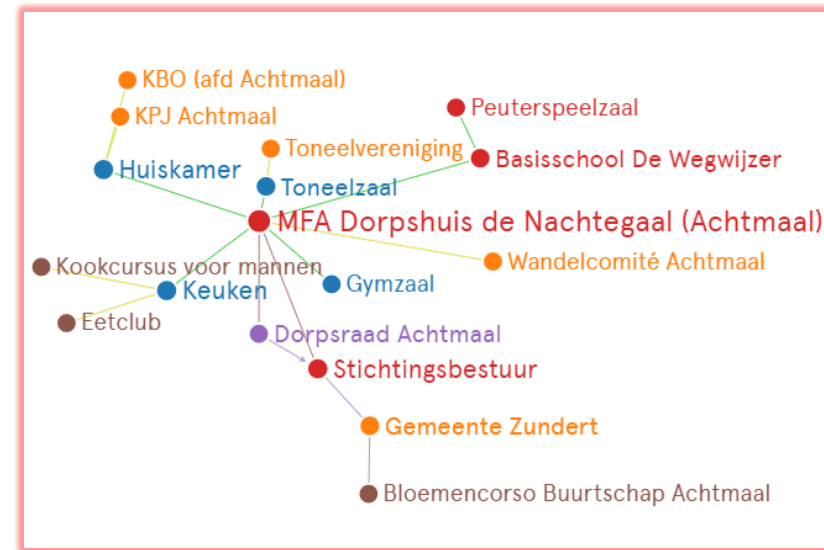 KBO (afd Achtmaal)
KPJ Achtmaal
Peuterspeelzaal
Toneelvereniging
Basisschool De Wegwijzer
Huiskamer
Toneelzaal
MFA Dorpshuis de Nachtegaal (Achtmaal)
Kookcursus voor mannen
Wandelcomité Achtmaal
Keuken
Gymzaal
Eetclub
Dorpsraad Achtmaal
Stichtingsbestuur
Gemeente Zundert
Bloemencorso Buurtschap Achtmaal